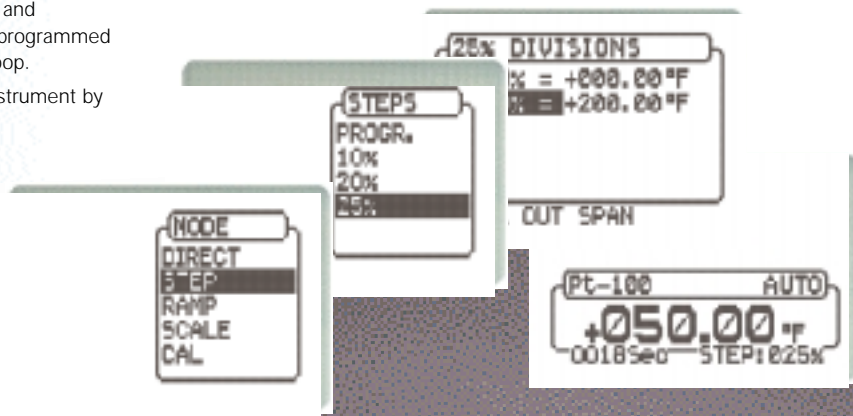 and
programmed
oop.
strument by
MODE
DIRECT
STEP
RAMP
SCALE
CAL
STEPS
PROGR.
10%
20%
25%
25% DIVISIONS
% = +000.00°F
% = +200.00°F
OUT SPAN
Pt-100 AUTO
+050.00 °F
0018Sec STEP:025%